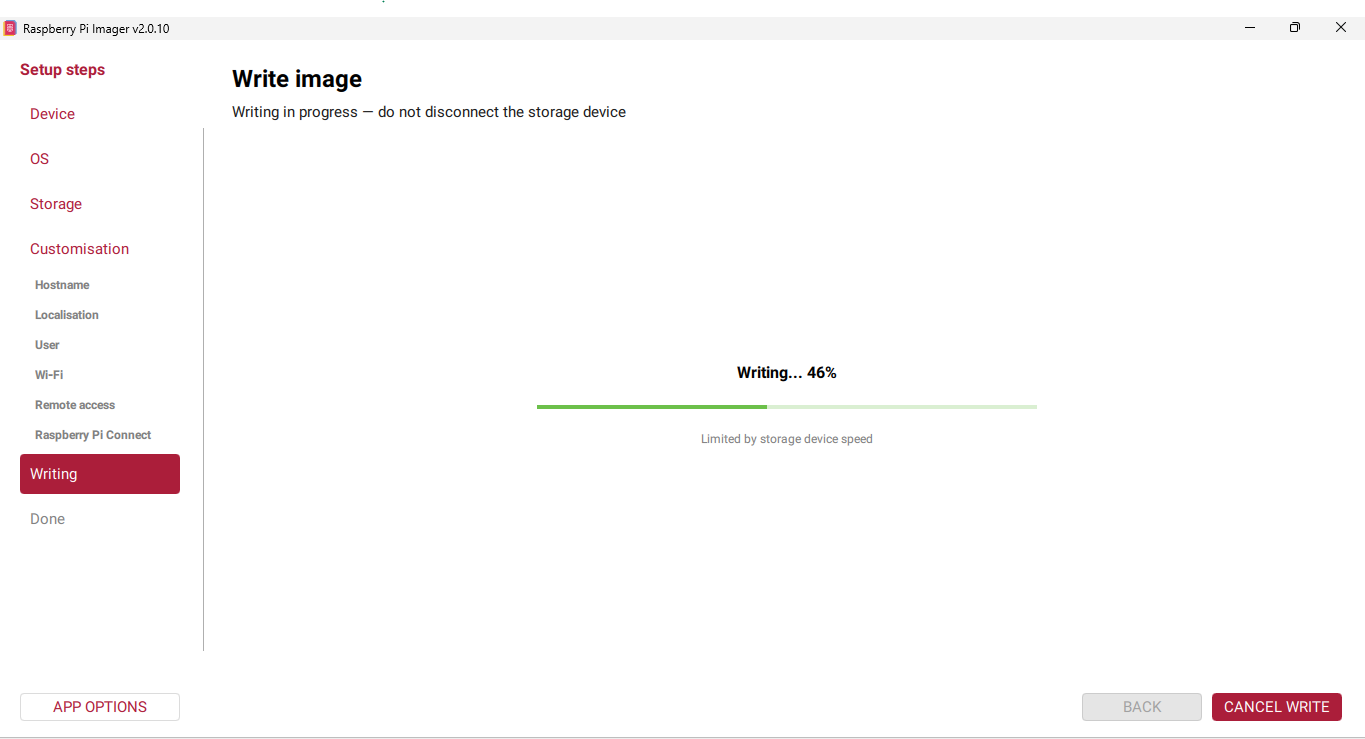 Raspberry Pi Imager v2.0.10
Setup steps
Device
OS
Storage
Customisation
Hostname
Localisation
User
Wi-Fi
Remote access
Raspberry Pi Connect
Writing
Done
APP OPTIONS
Write image
Writing in progress — do not disconnect the storage device
Writing... 46%
Limited by storage device speed
BACK
CANCEL WRITE